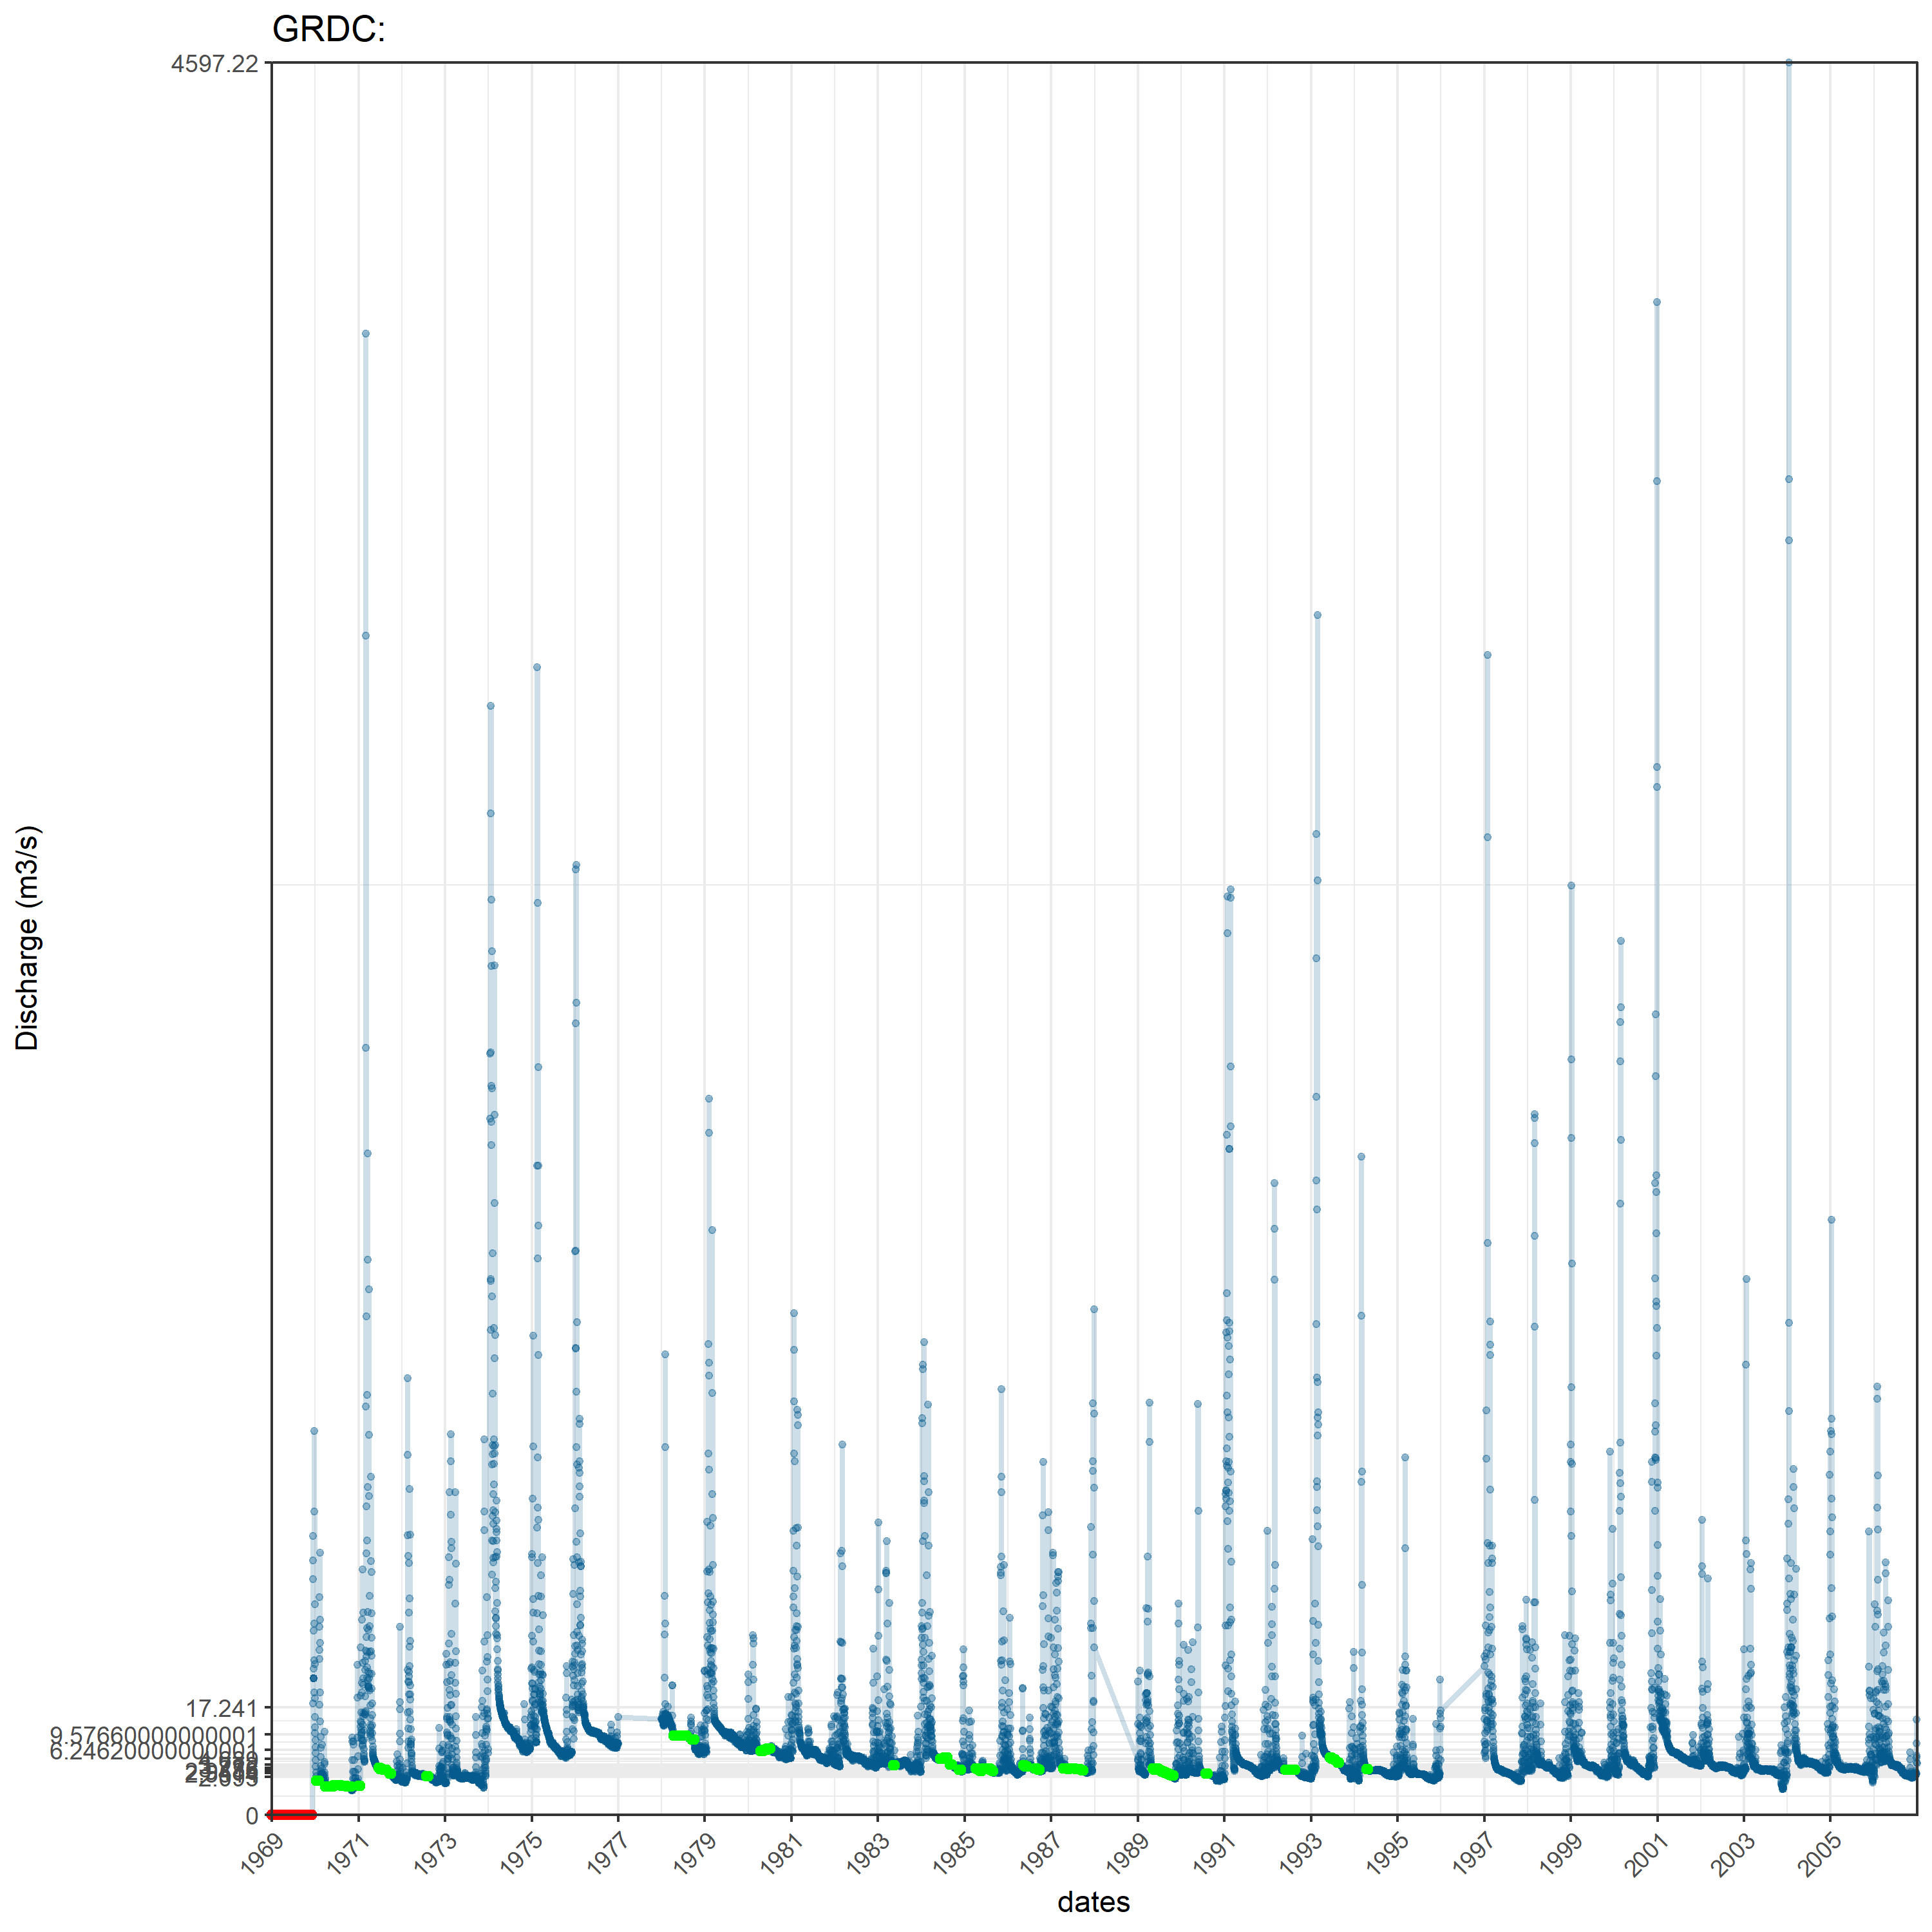 GRDC:
4597.22
Discharge (m3/s)
17.241
9.57660000000001
6.24620000000001
0
1969 1971 1973 1975 1977 1979 1981 1983 1985 1987 1989 1991 1993 1995 1997 1999 2001 2003 2005
dates